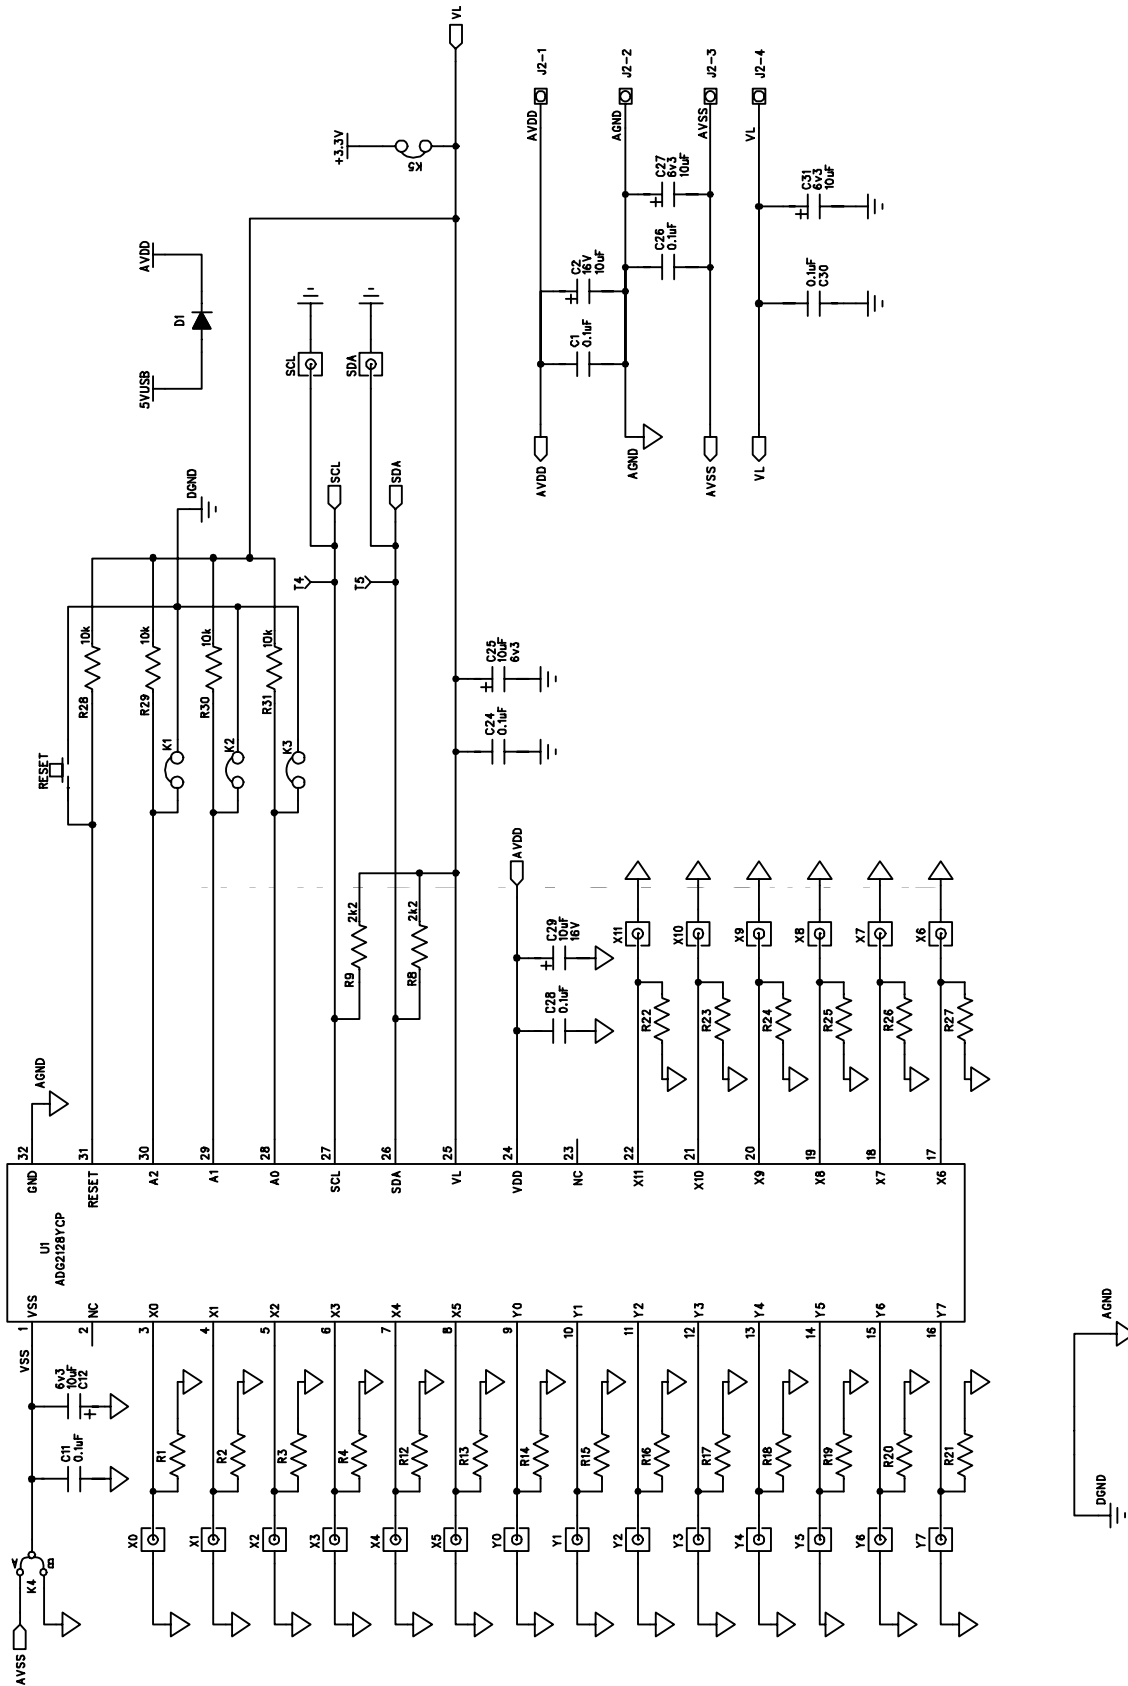 AVSS
K4
A
B
VSS
C11
0.1uF
6v3
10uF
C12
+
1
VSS
2
NC
3
X0
4
X1
5
X2
6
X3
7
X4
8
X5
9
Y0
10
Y1
11
Y2
12
Y3
13
Y4
14
Y5
15
Y6
16
Y7
X0
R1
X1
R2
X2
R3
X3
R4
X4
R12
X5
R13
Y0
R14
Y1
R15
Y2
R16
Y3
R17
Y4
R18
Y5
R19
Y6
R20
Y7
R21
U1
ADG2128YCP
GND
32
RESET
31
A2
30
A1
29
A0
28
SCL
27
SDA
26
VL
25
VDD
24
NC
23
X11
22
X10
21
X9
20
X8
19
X7
18
X6
17
AGND
RESET
R28
10k
R29
10k
R30
10k
R31
10k
K1
K2
K3
DGND
R9
2k2
R8
2k2
T4
T5
SCL
SDA
SCL
SDA
5VUSB
D1
AVDD
+3.3V
K5
VL
C24
0.1uF
+
C25
10uF
6v3
AVDD
C28
0.1uF
+
C29
10uF
16V
R22
X11
R23
X10
R24
X9
R25
X8
R26
X7
R27
X6
AVDD
C1
0.1uF
+
C2
16V
10uF
AVDD
J2-1
AGND
AGND
J2-2
C26
0.1uF
+
C27
6v3
10uF
AVSS
AVSS
J2-3
VL
0.1uF
C30
+
C31
6v3
10uF
VL
J2-4
DGND
AGND